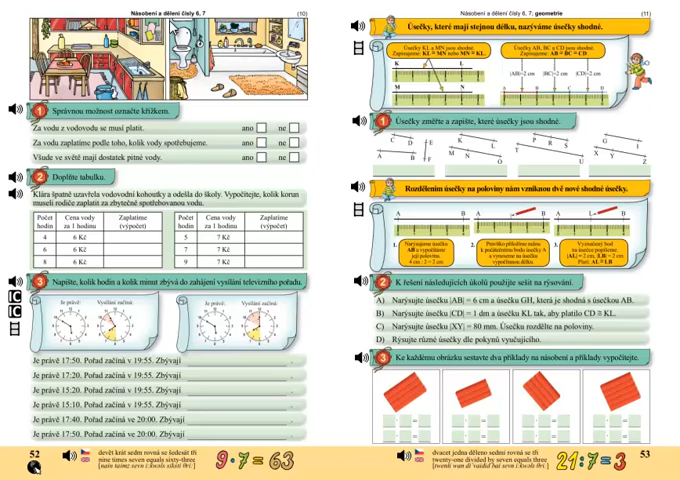 Násobení a dělení čísly 6, 7
(10)
1 Správnou možnost označte křížkem.
Za vodu z vodovodu se musí platit. ano ne
Za vodu zaplatíme podle toho, kolik vody spotřebujeme. ano ne
Všude ve světě mají dostatek pitné vody. ano ne
2 Doplňte tabulku.
Klára špatně uzavřela vodovodní kohoutky a odešla do školy. Vypočítejte, kolik korun
museli rodiče zaplatit za zbytečně spotřebovanou vodu.
Počet hodin Cena vody za 1 hodinu Zaplatíme (výpočet)
4 6 Kč
6 6 Kč
8 6 Kč
Počet hodin Cena vody za 1 hodinu Zaplatíme (výpočet)
5 7 Kč
7 7 Kč
9 7 Kč
3 Napište, kolik hodin a kolik minut zbývá do zahájení vysílání televizního pořadu.
Je právě: Vysílání začíná: Je právě: Vysílání začíná:
Je právě 17:50. Pořad začíná v 19:55. Zbývají .
Je právě 17:20. Pořad začíná v 19:55. Zbývají .
Je právě 15:20. Pořad začíná v 19:55. Zbývají .
Je právě 15:10. Pořad začíná v 19:55. Zbývají .
Je právě 17:40. Pořad začíná ve 20:00. Zbývají .
Je právě 17:50. Pořad začíná ve 20:00. Zbývají .
52
devět krát sedm rovná se šedesát tři
nine times seven equals sixty-three
9·7=63
Násobení a dělení čísly 6, 7; geometrie
(11)
Úsečky, které mají stejnou délku, nazýváme úsečky shodné.
Úsečky KL a MN jsou shodné.
Zapisujeme: KL ≅ MN nebo MN ≅ KL.
Úsečky AB, BC a CD jsou shodné.
Zapisujeme: AB ≅ BC ≅ CD
K L
M N
|AB|=2 cm |BC|=2 cm |CD|=2 cm
A B C D
1 Úsečky změřte a zapište, které úsečky jsou shodné.
C D E K L P R S G I
A B F M N O T U X Y Z
Rozdělením úsečky na poloviny nám vzniknou dvě nové shodné úsečky.
A B A B A L B
1. Narýsujeme úsečku
AB a vypočítáme
její polovinu.
4 cm : 2 = 2 cm
2. Pravítko přiložíme nulou
k počátečnímu bodu úsečky A
a vyneseme na úsečku
vypočítanou délku.
3. Vyznačený bod
na úsečce popíšeme.
|AL| = 2 cm, |LB| = 2 cm
Platí: AL ≅ LB
2 K řešení následujících úkolů použijte sešit na rýsování.
A) Narýsujte úsečku |AB| = 6 cm a úsečku GH, která je shodná s úsečkou AB.
B) Narýsujte úsečku |CD| = 1 dm a úsečku KL tak, aby platilo CD ≅ KL.
C) Narýsujte úsečku |XY| = 80 mm. Úsečku rozdělte na poloviny.
D) Rýsujte různé úsečky dle pokynů vyučujícího.
3 Ke každému obrázku sestavte dva příklady na násobení a příklady vypočítejte.
· = · = · = · =
· = · = · = · =
dvacet jedna děleno sedmi rovná se tři
twenty-one divided by seven equals three
21:7=3
53